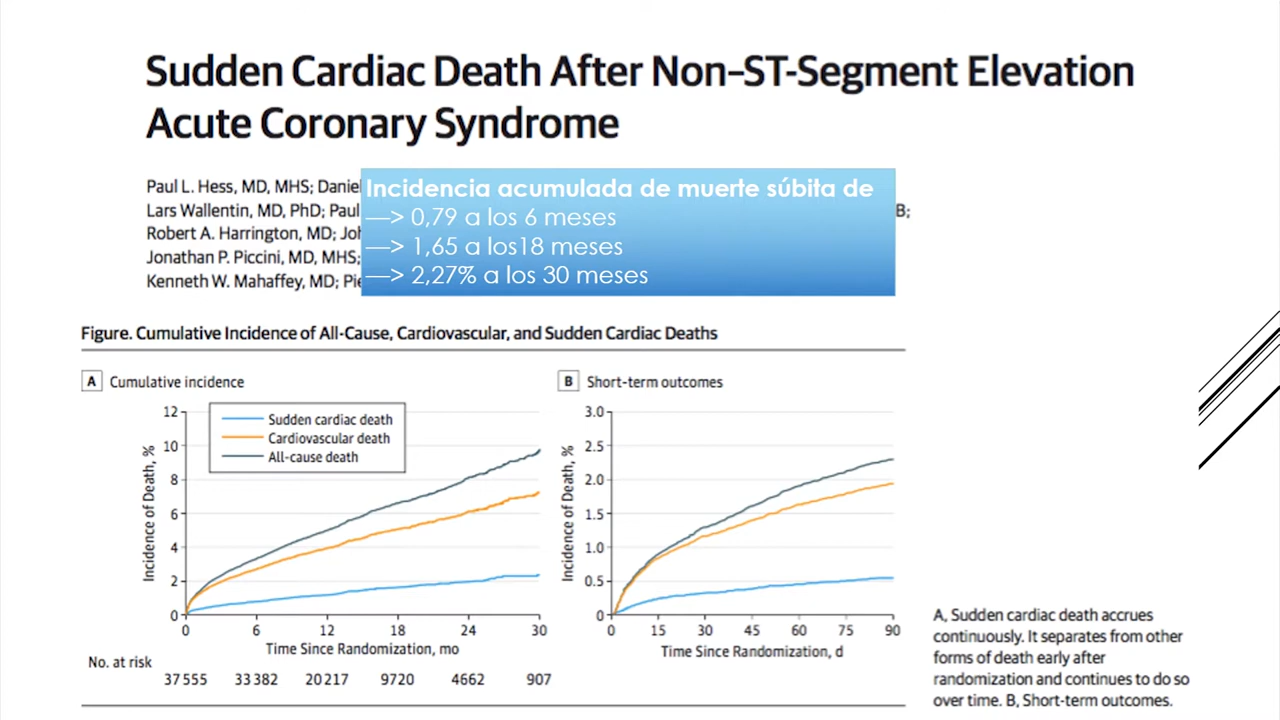 Sudden Cardiac Death After Non–ST-Segment Elevation
Acute Coronary Syndrome
Paul L. Hess, MD, MHS; Daniel
Lars Wallentin, MD, PhD; Paul
B;
Robert A. Harrington, MD; Joh
Jonathan P. Piccini, MD, MHS;
Kenneth W. Mahaffey, MD; Pie
Incidencia acumulada de muerte súbita de
—> 0,79 a los 6 meses
—> 1,65 a los18 meses
—> 2,27% a los 30 meses
Figure. Cumulative Incidence of All-Cause, Cardiovascular, and Sudden Cardiac Deaths
A Cumulative incidence
Incidence of Death, %
12
10
8
6
4
2
0
Sudden cardiac death
Cardiovascular death
All-cause death
0 6 12 18 24 30
Time Since Randomization, mo
No. at risk
37 555 33 382 20 217 9720 4662 907
B Short-term outcomes
Incidence of Death, %
3.0
2.5
2.0
1.5
1.0
0.5
0
0 15 30 45 60 75 90
Time Since Randomization, d
A, Sudden cardiac death accrues
continuously. It separates from other
forms of death early after
randomization and continues to do so
over time. B, Short-term outcomes.